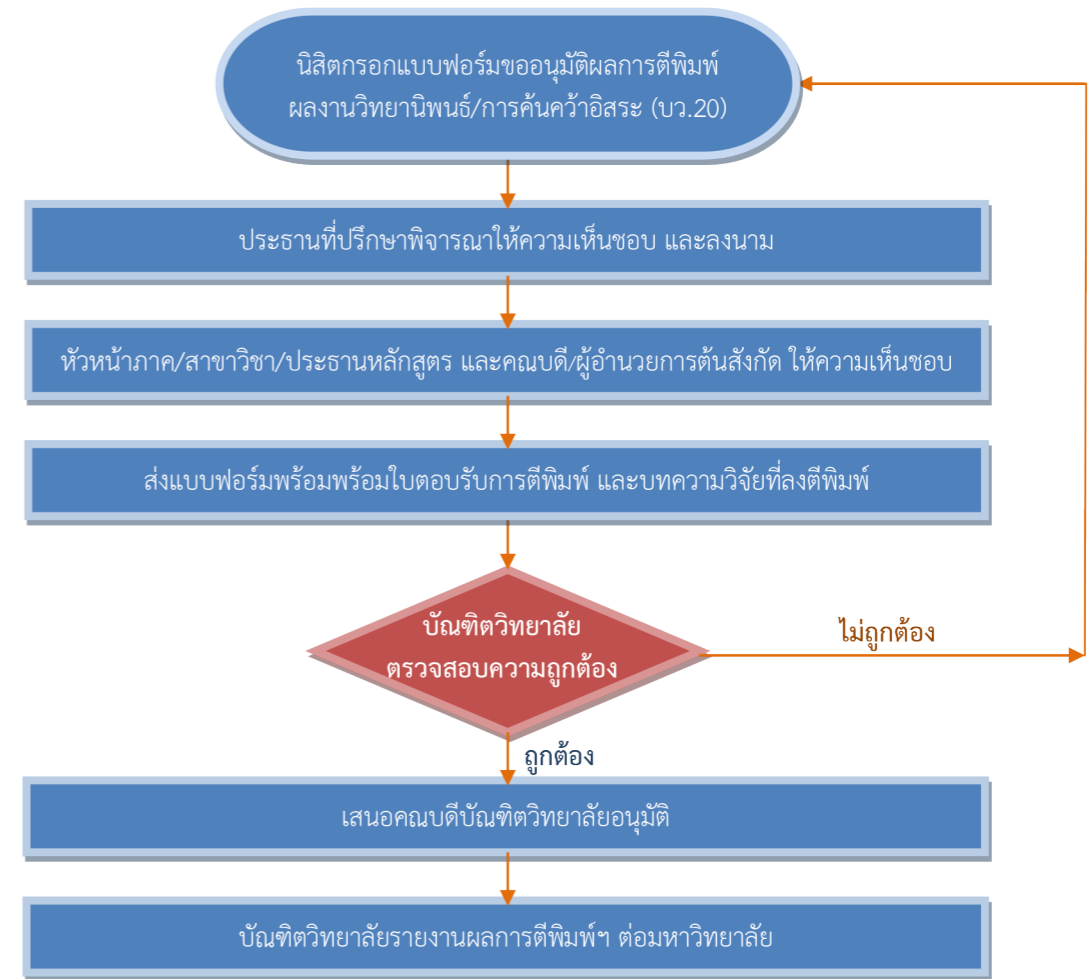 นิสิตกรอกแบบฟอร์มขออนุมัติผลการตีพิมพ์
ผลงานวิทยานิพนธ์/การค้นคว้าอิสระ (บว.20)
ประธานที่ปรึกษาพิจารณาให้ความเห็นชอบ และลงนาม
หัวหน้าภาค/สาขาวิชา/ประธานหลักสูตร และคณบดี/ผู้อำนวยการต้นสังกัด ให้ความเห็นชอบ
ส่งแบบฟอร์มพร้อมพร้อมใบตอบรับการตีพิมพ์ และบทความวิจัยที่ลงตีพิมพ์
บัณฑิตวิทยาลัย
ตรวจสอบความถูกต้อง
ไม่ถูกต้อง
ถูกต้อง
เสนอคณบดีบัณฑิตวิทยาลัยอนุมัติ
บัณฑิตวิทยาลัยรายงานผลการตีพิมพ์ฯ ต่อมหาวิทยาลัย